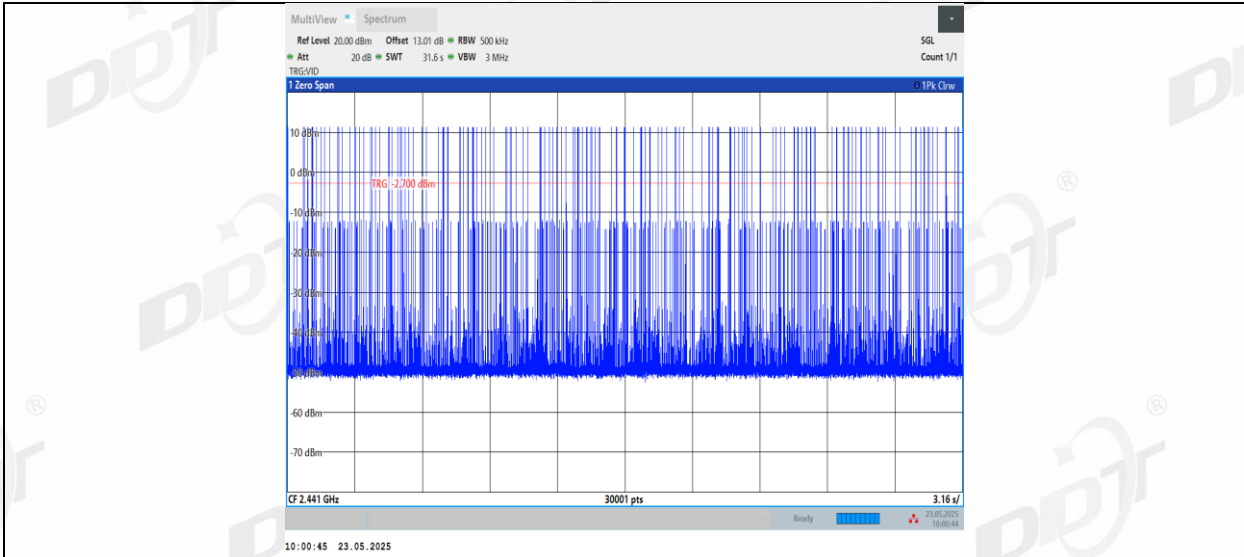 MultiView Spectrum
Ref Level 20.00 dBm Offset 13.01 dB RBW 500 kHz SGL
Att 20 dB SWT 31.6 s VBW 3 MHz Count 1/1
TRG:VID
1 Zero Span 1Pk Clrw
10 dBm
0 dBm
TRG -2.700 dBm
-10 dBm
-20 dBm
-30 dBm
-40 dBm
-50 dBm
-60 dBm
-70 dBm
CF 2.441 GHz 30001 pts 3.16 s/
Ready 23.05.2025
10:00:44
10:00:45 23.05.2025
DDT ®